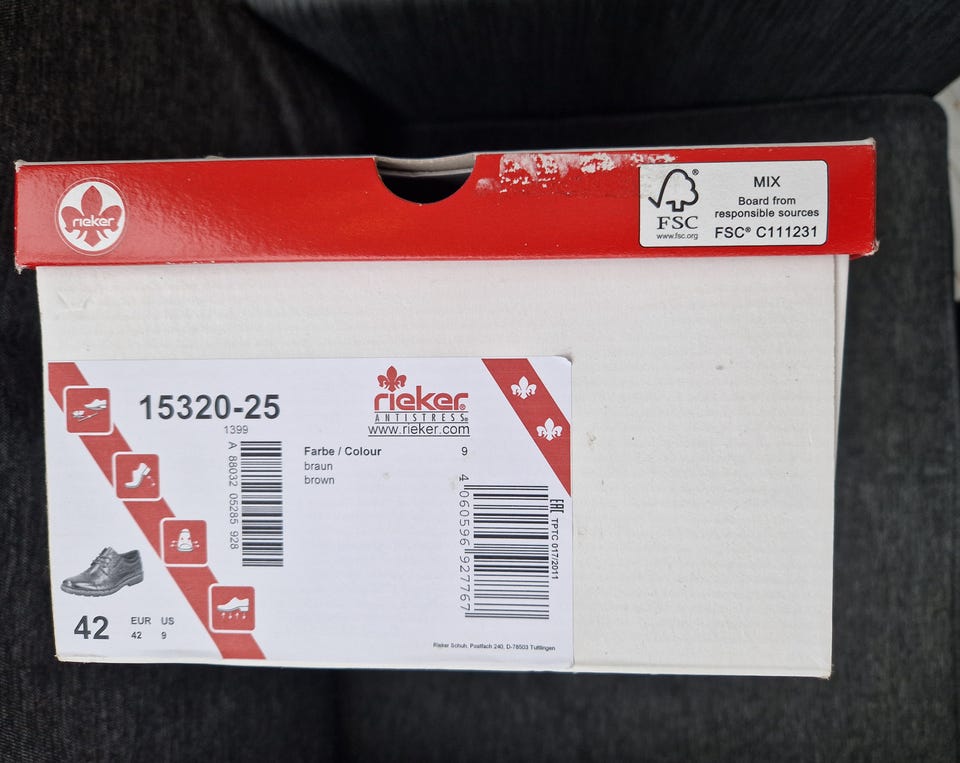 rieker
FSC®
www.fsc.org
MIX
Board from
responsible sources
FSC® C111231
15320-25
1399
A 88032 05285 928
rieker®
ANTISTRESS®
www.rieker.com
Farbe / Colour 9
braun
brown
4 060596 927767
EAC TPTC 017/2011
42
EUR US
42 9
Rieker Schuh, Postfach 240, D-78503 Tuttlingen